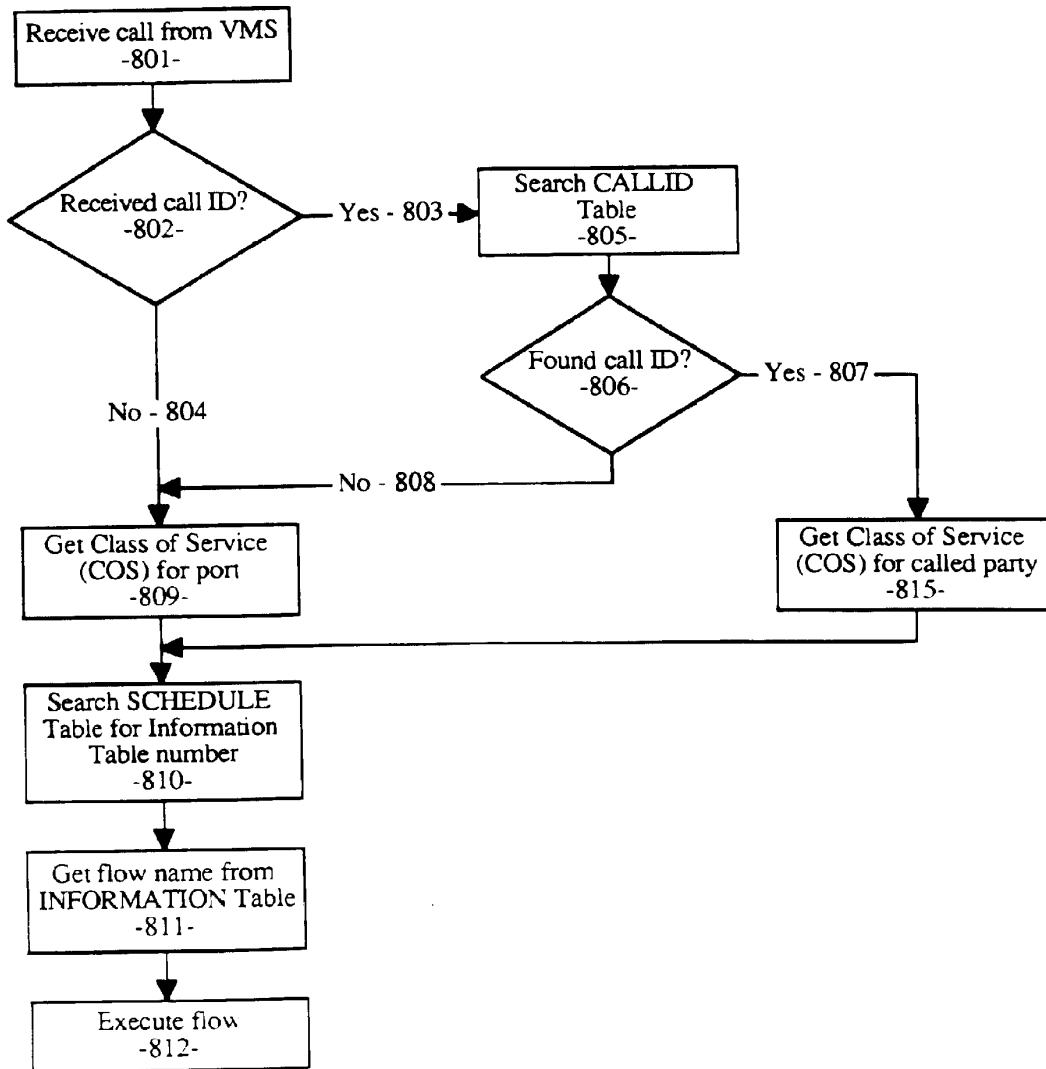 Receive call from VMS
-801-
Received call ID?
-802-
Yes - 803
Search CALLID
Table
-805-
Found call ID?
-806-
Yes - 807
No - 804
No - 808
Get Class of Service
(COS) for port
-809-
Get Class of Service
(COS) for called party
-815-
Search SCHEDULE
Table for Information
Table number
-810-
Get flow name from
INFORMATION Table
-811-
Execute flow
-812-